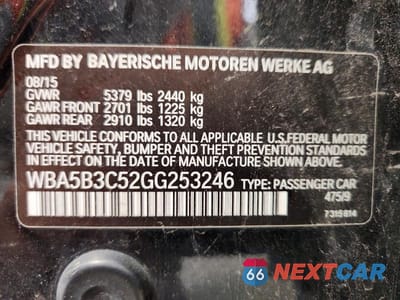 MFD BY BAYERISCHE MOTOREN WERKE AG
08/15
GVWR 5379 lbs 2440 kg
GAWR FRONT 2701 lbs 1225 kg
GAWR REAR 2910 lbs 1320 kg
THIS VEHICLE CONFORMS TO ALL APPLICABLE U.S.FEDERAL MOTOR
VEHICLE SAFETY, BUMPER AND THEFT PREVENTION STANDARDS IN
EFFECT ON THE DATE OF MANUFACTURE SHOWN ABOVE.
WBA5B3C52GG253246 TYPE: PASSENGER CAR
475/9
7315814
66 NEXTCAR